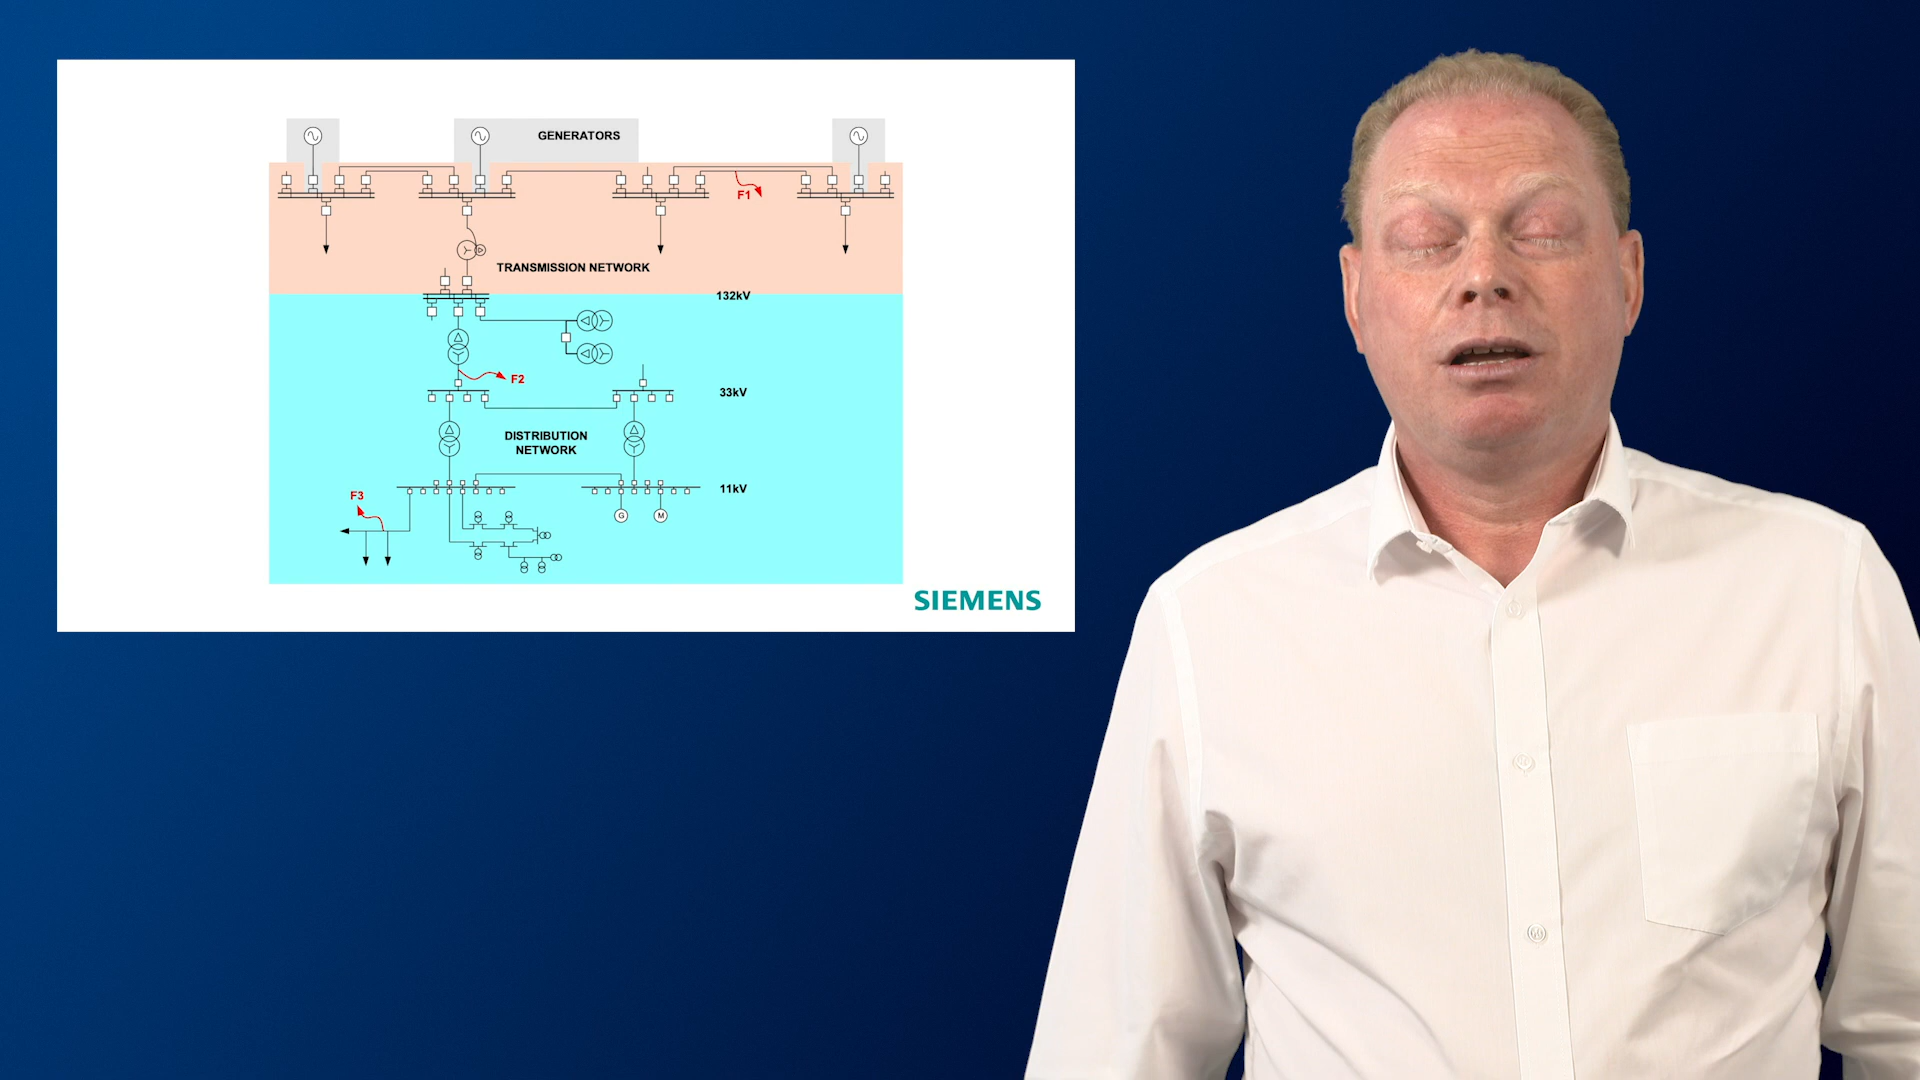 GENERATORS
F1
TRANSMISSION NETWORK
132kV
F2
33kV
DISTRIBUTION
NETWORK
11kV
F3
G
M
SIEMENS